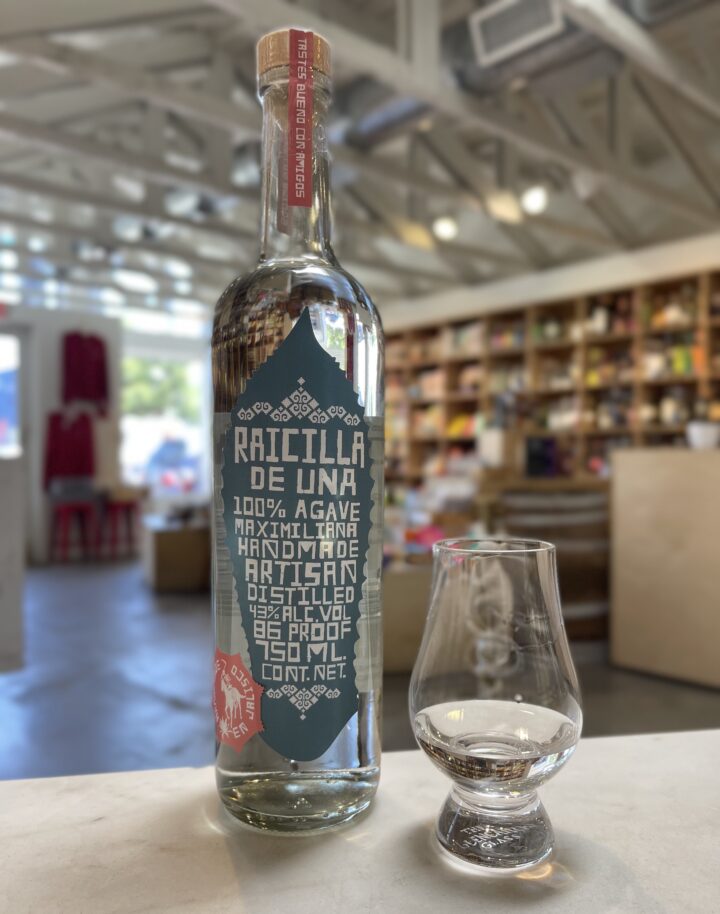 TASTES BUENO CON AMIGOS
RAICILLA
DE UNA
100% AGAVE
MAXIMILIANA
HANDMADE
ARTISAN
DISTILLED
43% ALC. VOL
86 PROOF
750 ML.
CONT. NET.
JALISCO